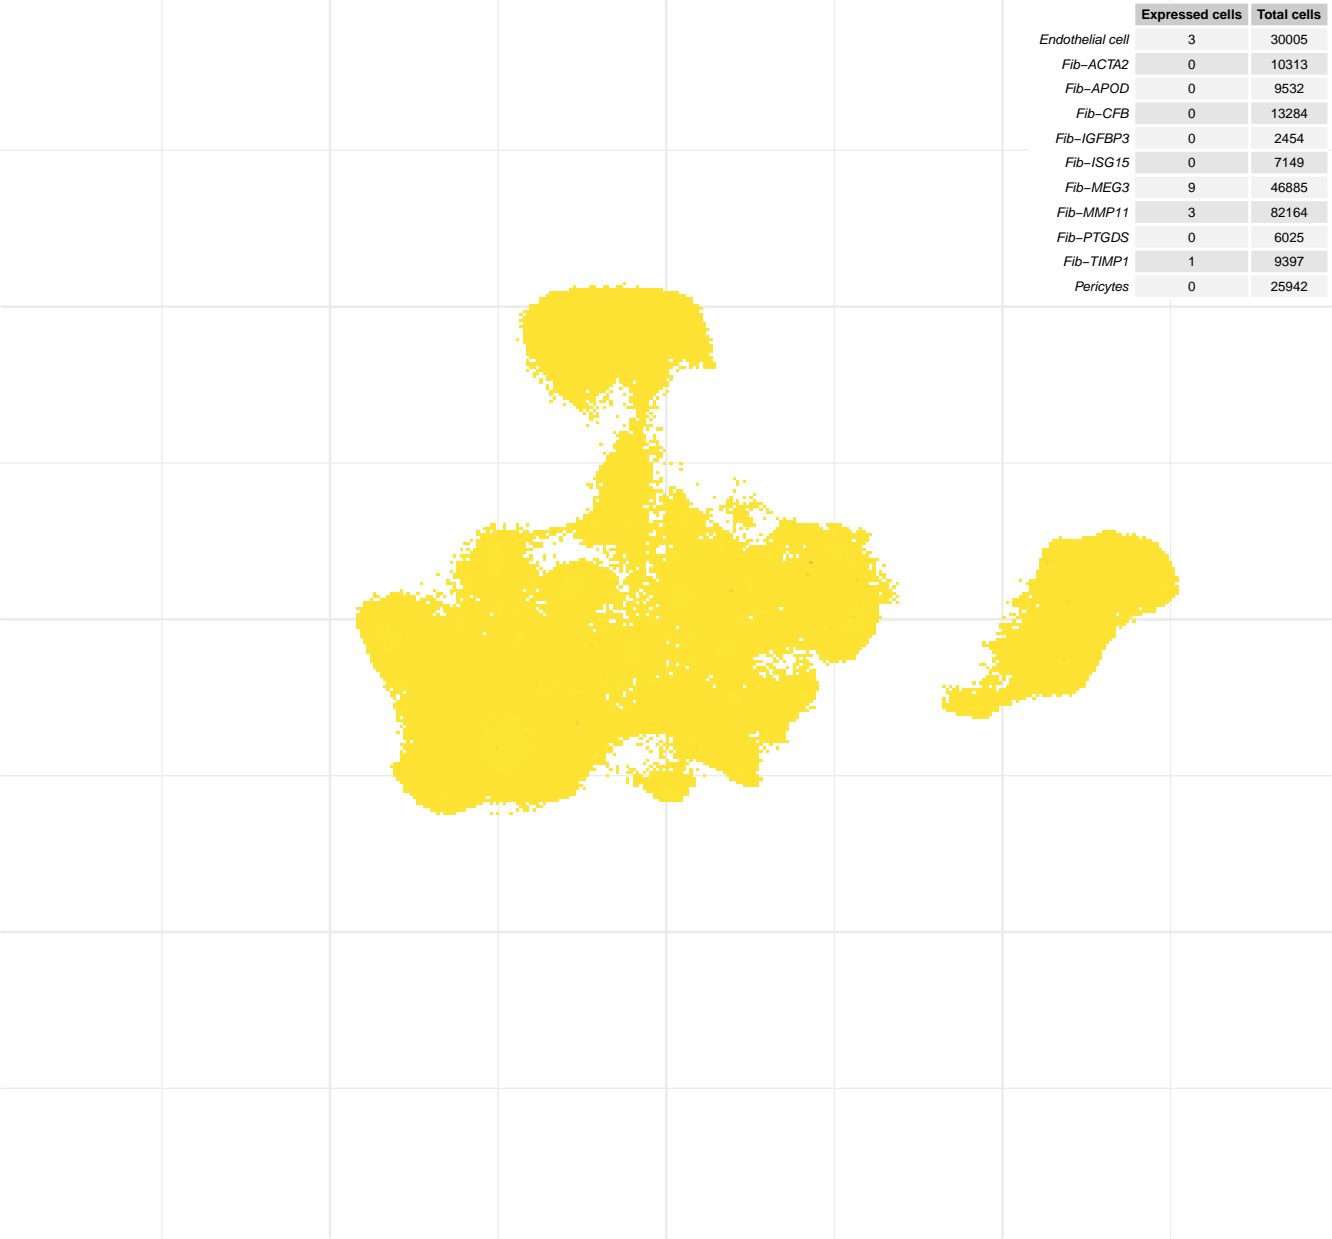 Expressed cells Total cells
Endothelial cell 3 30005
Fib−ACTA2 0 10313
Fib−APOD 0 9532
Fib−CFB 0 13284
Fib−IGFBP3 0 2454
Fib−ISG15 0 7149
Fib−MEG3 9 46885
Fib−MMP11 3 82164
Fib−PTGDS 0 6025
Fib−TIMP1 1 9397
Pericytes 0 25942